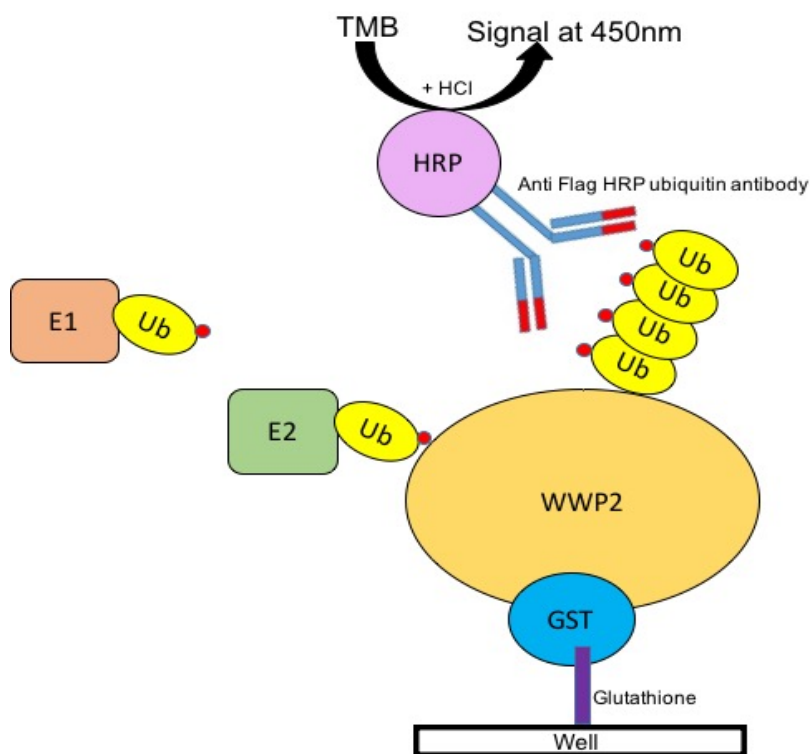 TMB
Signal at 450nm
+ HCl
HRP
Anti Flag HRP ubiquitin antibody
Ub
Ub
Ub
Ub
E1
Ub
E2
Ub
WWP2
GST
Glutathione
Well